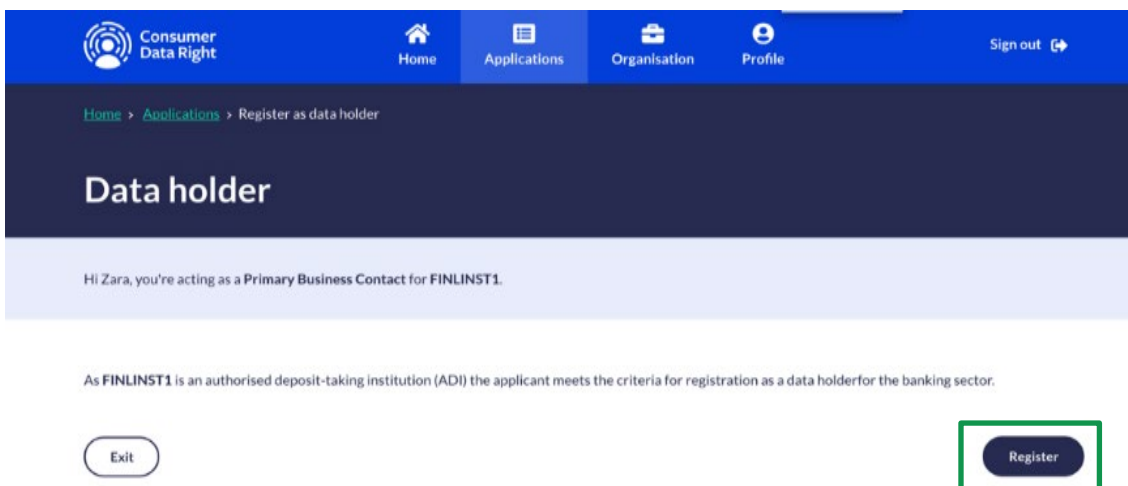 Consumer
Data Right
Home
Applications
Organisation
Profile
Sign out
Home > Applications > Register as data holder
Data holder
Hi Zara, you're acting as a Primary Business Contact for FINLINST1.
As FINLINST1 is an authorised deposit-taking institution (ADI) the applicant meets the criteria for registration as a data holderfor the banking sector.
Exit
Register